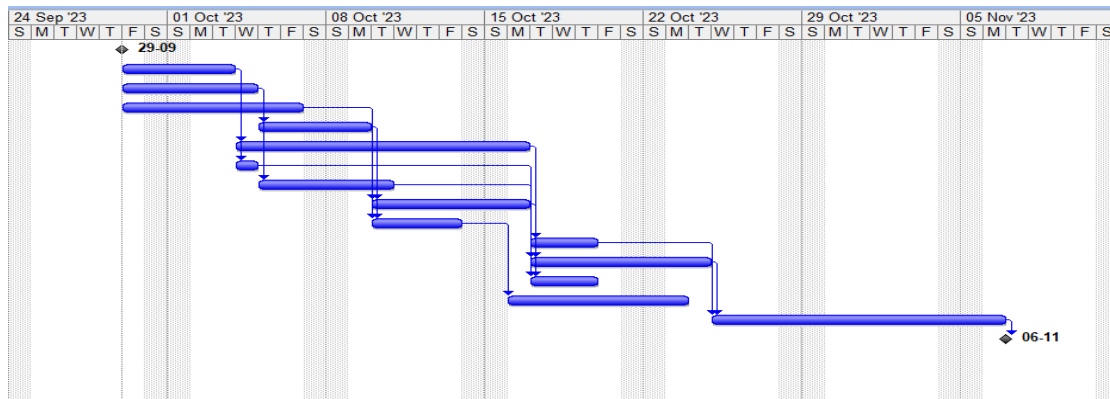 24 Sep '23 01 Oct '23 08 Oct '23 15 Oct '23 22 Oct '23 29 Oct '23 05 Nov '23
S M T W T F S S M T W T F S S M T W T F S S M T W T F S S M T W T F S S M T W T F S S M T W T F S
29-09
06-11